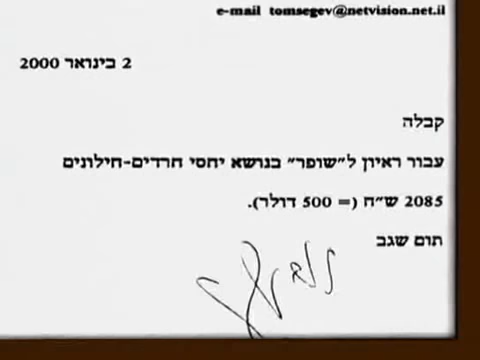 e-mail tomsegev@netvision.net.il
2 בינואר 2000
קבלה
עבור ראיון ל"שופר" בנושא יחסי חרדים-חילונים
2085 ש"ח (= 500 דולר).
תום שגב